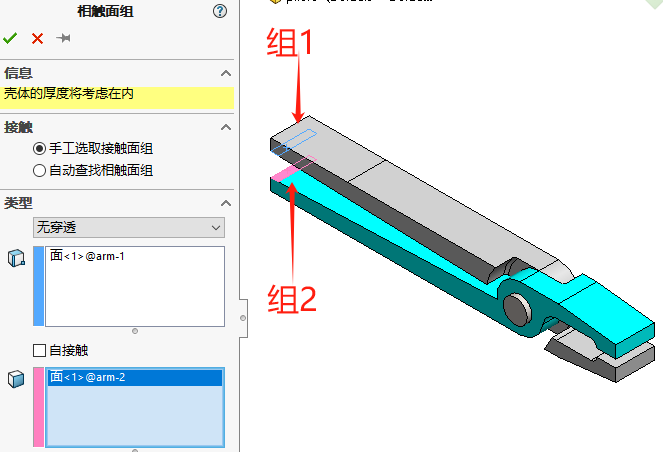 相触面组
信息
壳体的厚度将考虑在内
接触
手工选取接触面组
自动查找相触面组
类型
无穿透
面<1>@arm-1
自接触
面<1>@arm-2
组1
组2